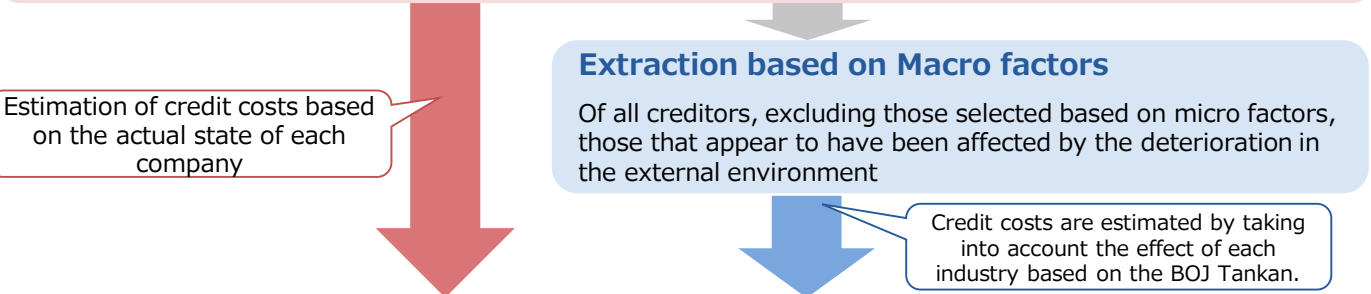 Estimation of credit costs based
on the actual state of each
company
Extraction based on Macro factors
Of all creditors, excluding those selected based on micro factors,
those that appear to have been affected by the deterioration in
the external environment
Credit costs are estimated by taking
into account the effect of each
industry based on the BOJ Tankan.